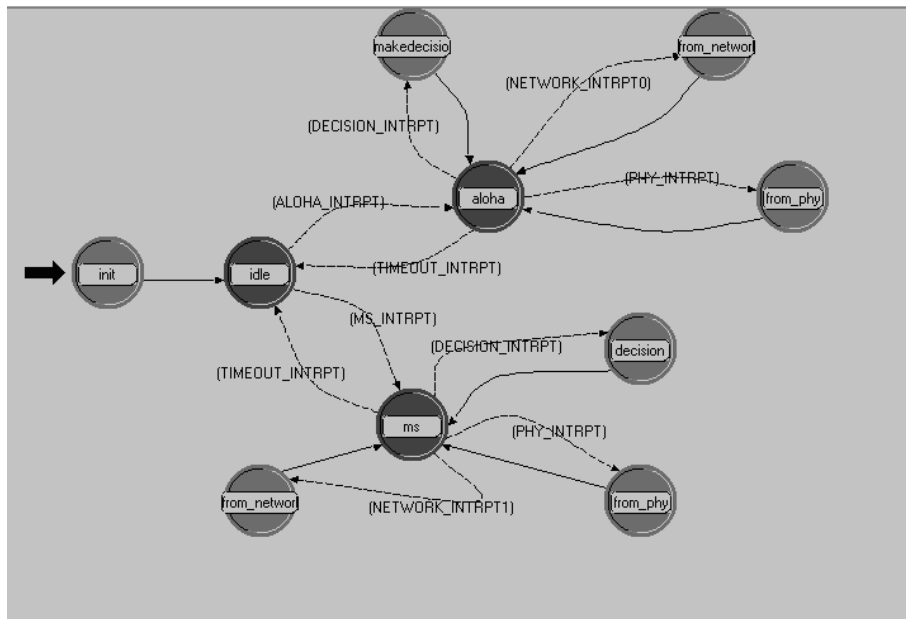 makedecisio
from_networ
(NETWORK_INTRPT0)
(DECISION_INTRPT)
(PHY_INTRPT)
aloha
from_phy
(ALOHA_INTRPT)
(TIMEOUT_INTRPT)
init
idle
(MS_INTRPT)
(DECISION_INTRPT)
decision
(TIMEOUT_INTRPT)
ms
(PHY_INTRPT)
from_networ
(NETWORK_INTRPT1)
from_phy